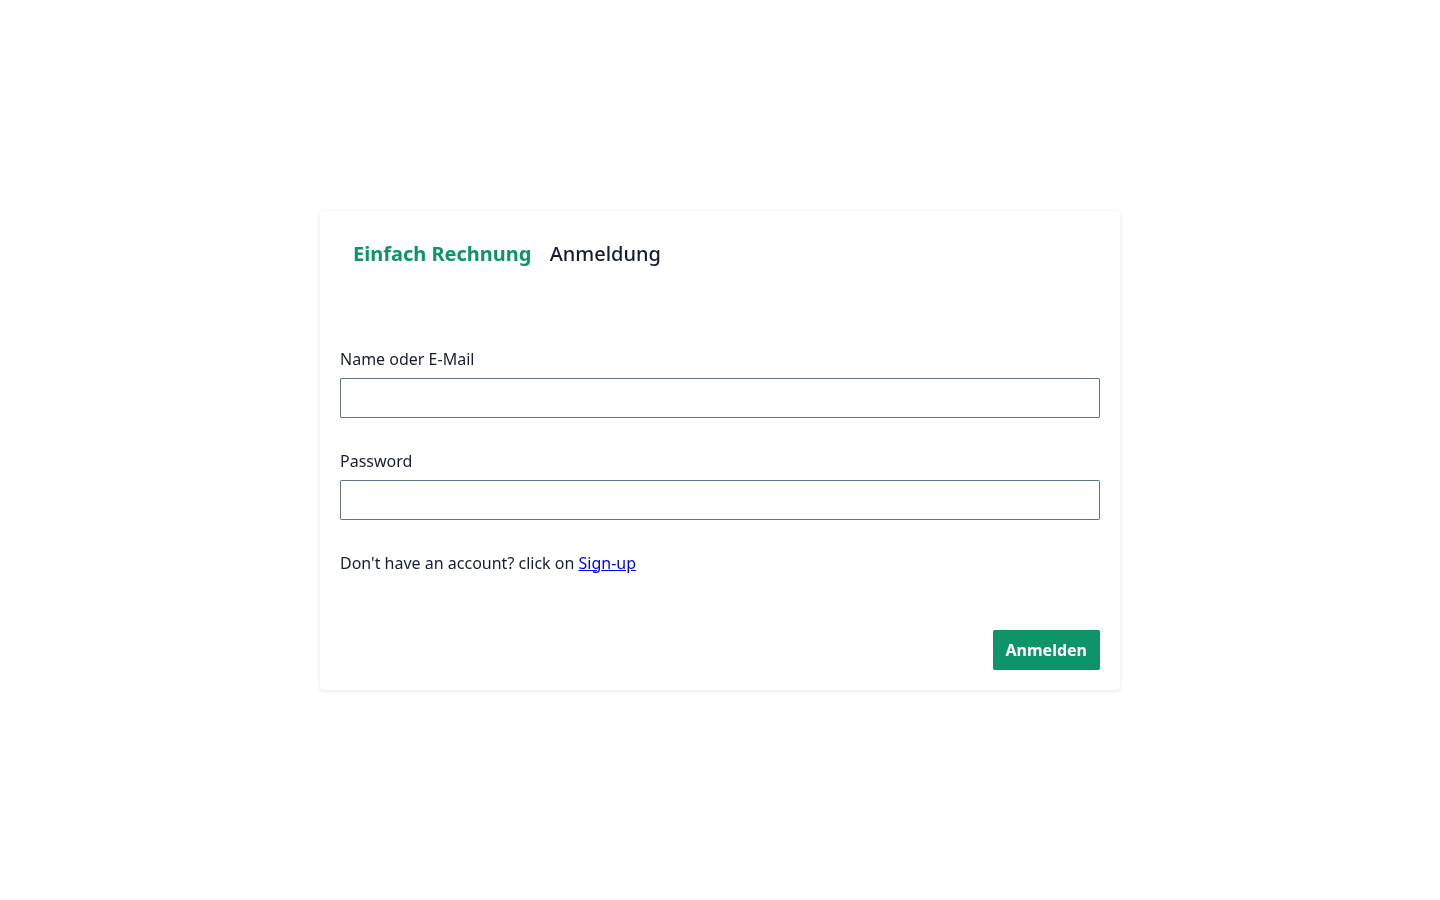 Einfach Rechnung Anmeldung
Name oder E-Mail
Password
Don't have an account? click on Sign-up
Anmelden